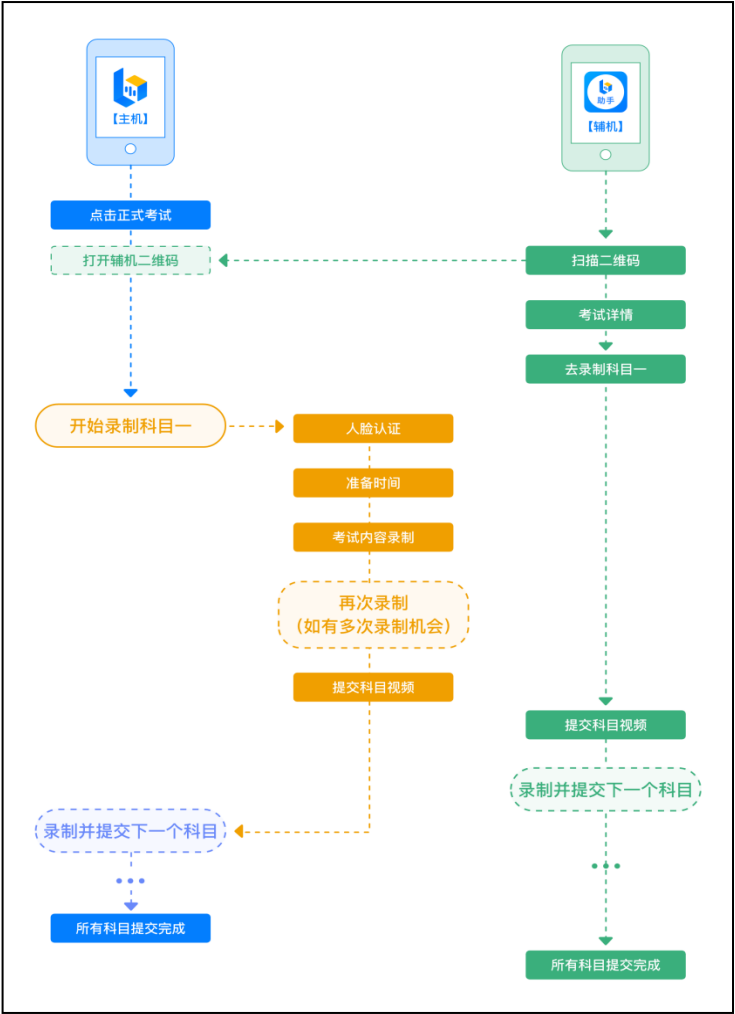 【主机】
助手
【辅机】
点击正式考试
打开辅机二维码
扫描二维码
考试详情
去录制科目一
开始录制科目一
人脸认证
准备时间
考试内容录制
再次录制
（如有多次录制机会）
提交科目视频
提交科目视频
录制并提交下一个科目
录制并提交下一个科目
所有科目提交完成
所有科目提交完成